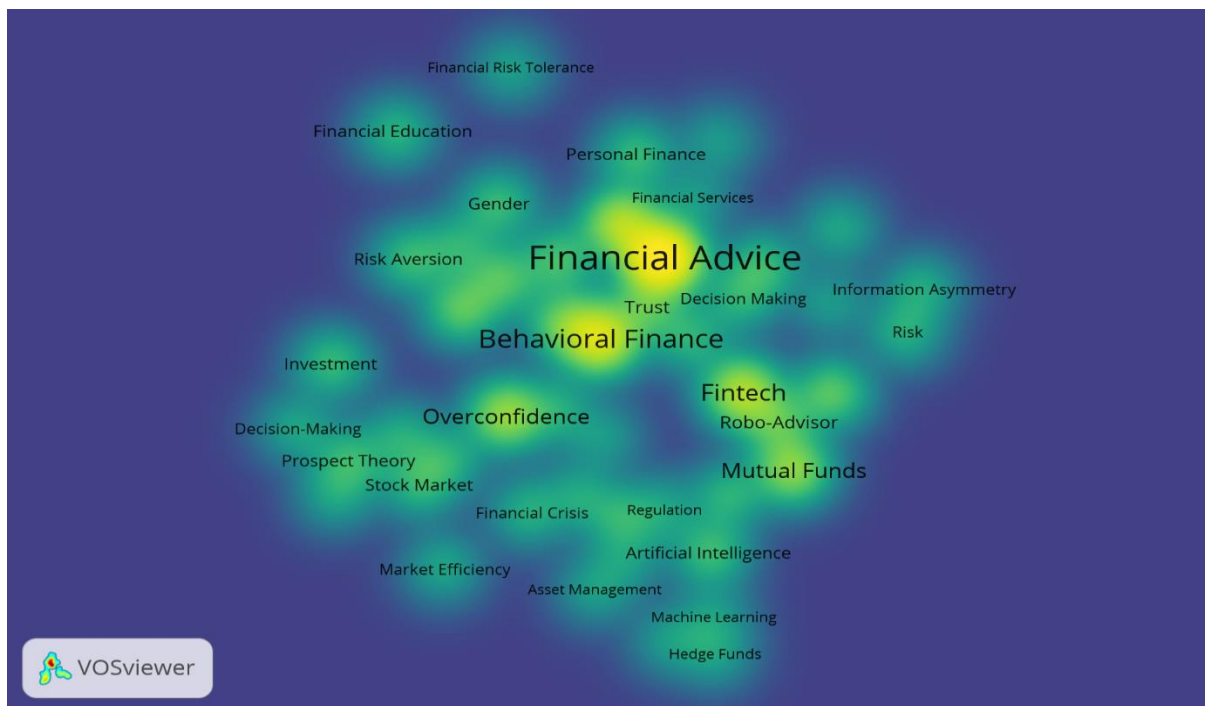 Financial Risk Tolerance
Financial Education
Personal Finance
Financial Services
Gender
Financial Advice
Risk Aversion
Information Asymmetry
Decision Making
Trust
Risk
Behavioral Finance
Investment
Fintech
Overconfidence
Robo-Advisor
Decision-Making
Prospect Theory
Mutual Funds
Stock Market
Financial Crisis
Regulation
Artificial Intelligence
Market Efficiency
Asset Management
Machine Learning
Hedge Funds
VOSviewer